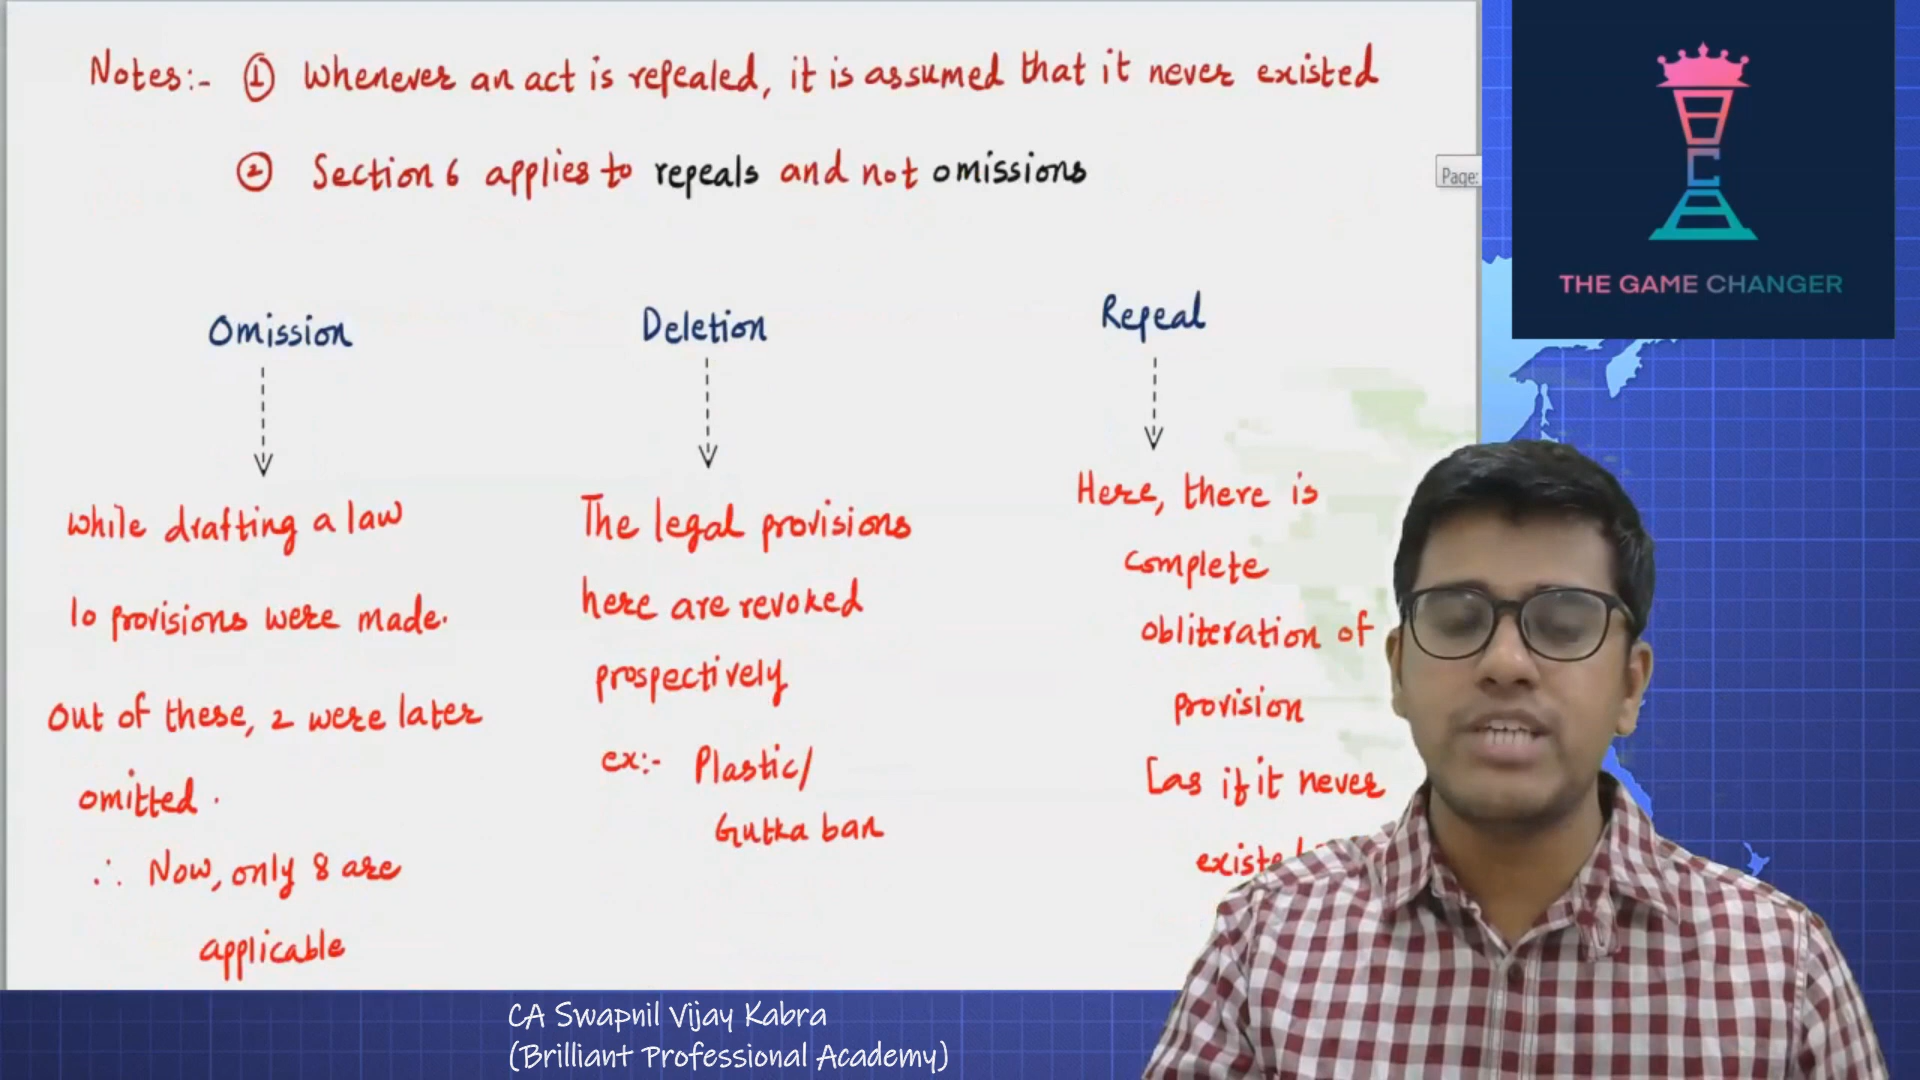 Notes:- ① Whenever an act is repealed, it is assumed that it never existed
② Section 6 applies to repeals and not omissions
Page:
THE GAME CHANGER
Omission
While drafting a law
10 provisions were made.
Out of these, 2 were later
omitted.
∴ Now, only 8 are
applicable
Deletion
The legal provisions
here are revoked
prospectively
ex:- Plastic/
Gutka ban
Repeal
Here, there is
complete
obliteration of
provision
[as if it never
CA Swapnil Vijay Kabra
(Brilliant Professional Academy)